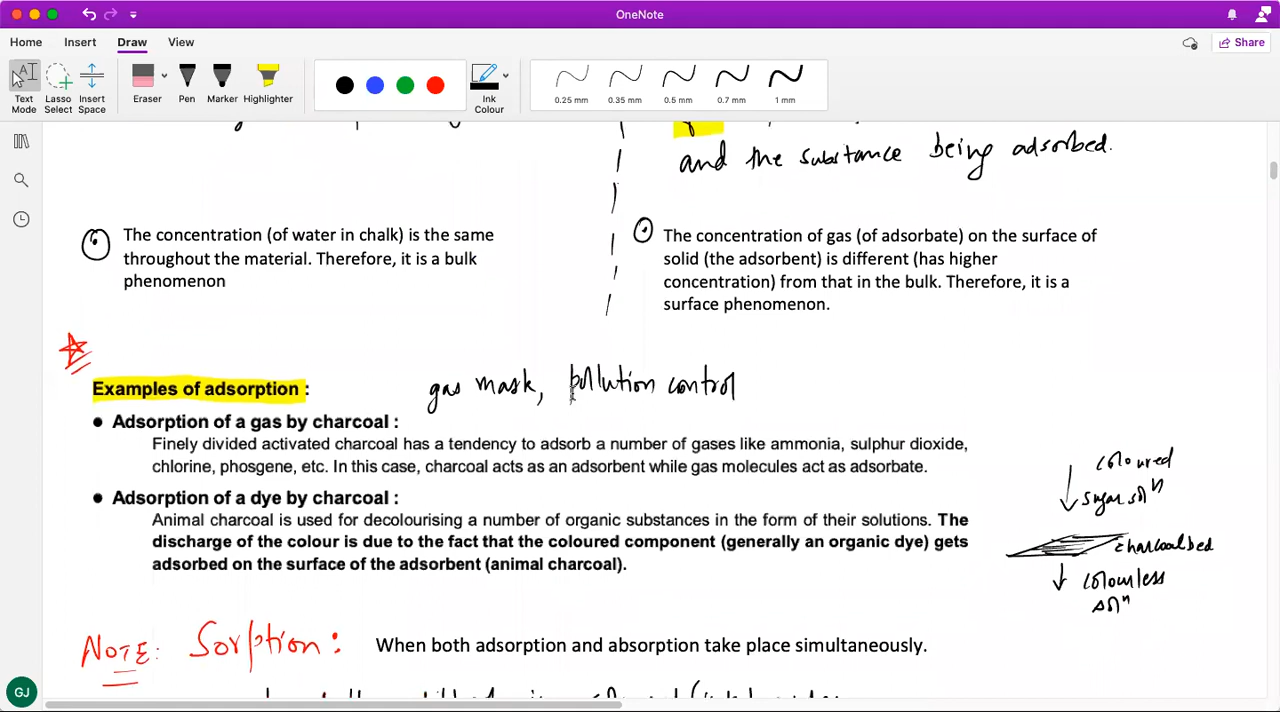 OneNote
Home Insert Draw View
Share
Text Mode
Lasso Select
Insert Space
Eraser
Pen
Marker
Highlighter
Ink Colour
0.25 mm
0.35 mm
0.5 mm
0.7 mm
1 mm
and the substance being adsorbed.
The concentration (of water in chalk) is the same
throughout the material. Therefore, it is a bulk
phenomenon
The concentration of gas (of adsorbate) on the surface of
solid (the adsorbent) is different (has higher
concentration) from that in the bulk. Therefore, it is a
surface phenomenon.
Examples of adsorption :
gas mask, pollution control
● Adsorption of a gas by charcoal :
Finely divided activated charcoal has a tendency to adsorb a number of gases like ammonia, sulphur dioxide,
chlorine, phosgene, etc. In this case, charcoal acts as an adsorbent while gas molecules act as adsorbate.
● Adsorption of a dye by charcoal :
Animal charcoal is used for decolourising a number of organic substances in the form of their solutions. The
discharge of the colour is due to the fact that the coloured component (generally an organic dye) gets
adsorbed on the surface of the adsorbent (animal charcoal).
coloured
sugar solⁿ
charcoal bed
colourless
solⁿ
NOTE: Sorption: When both adsorption and absorption take place simultaneously.
GJ